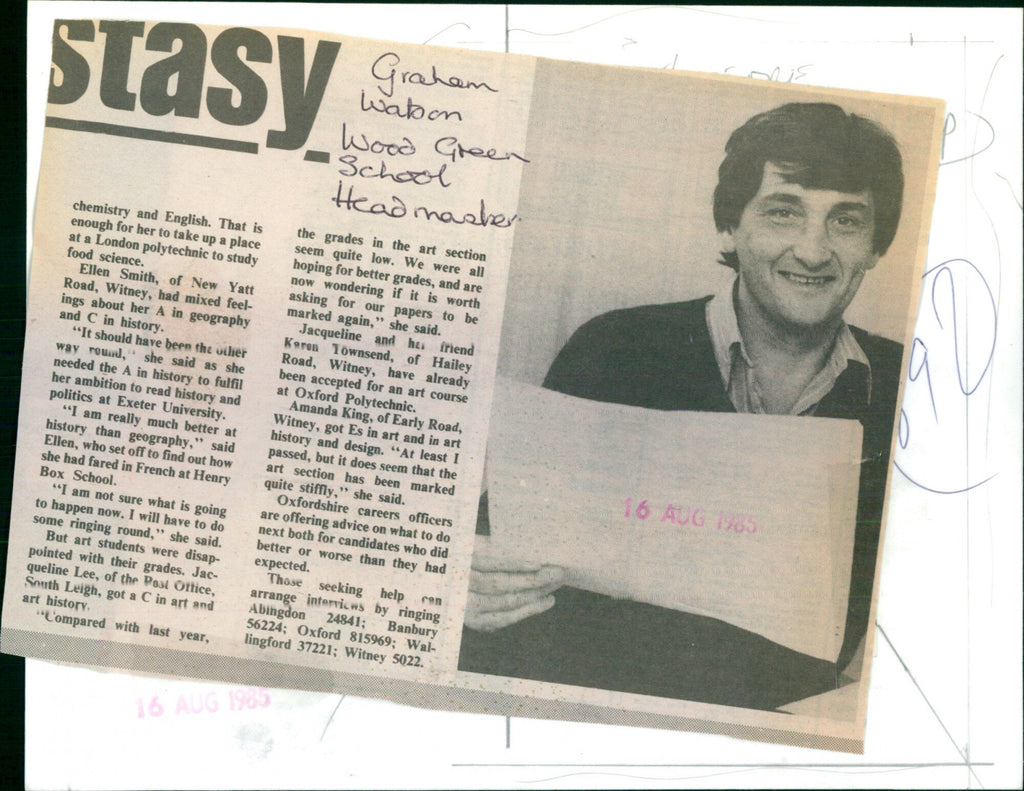 stasy
Graham
Watson
Wood Green
School
Headmaster.
chemistry and English. That is
enough for her to take up a place
at a London polytechnic to study
food science.
Ellen Smith, of New Yatt
Road, Witney, had mixed feel-
ings about her A in geography
and C in history.
"It should have been the other
way round," she said as she
needed the A in history to fulfil
her ambition to read history and
politics at Exeter University.
"I am really much better at
history than geography," said
Ellen, who set off to find out how
she had fared in French at Henry
Box School.
"I am not sure what is going
to happen now. I will have to do
some ringing round," she said.
But art students were disap-
pointed with their grades. Jac-
queline Lee, of the Post Office,
South Leigh, got a C in art and
art history.
"Compared with last year,
the grades in the art section
seem quite low. We were all
hoping for better grades, and are
now wondering if it is worth
asking for our papers to be
marked again," she said.
Jacqueline and her friend
Karen Townsend, of Hailey
Road, Witney, have already
been accepted for an art course
at Oxford Polytechnic.
Amanda King, of Early Road,
Witney, got Es in art and in art
history and design. "At least I
passed, but it does seem that the
art section has been marked
quite stiffly," she said.
Oxfordshire careers officers
are offering advice on what to do
next both for candidates who did
better or worse than they had
expected.
Those seeking help can
arrange interviews by ringing
Abingdon 24841; Banbury
56224; Oxford 815969; Wal-
lingford 37221; Witney 5022.
16 AUG 1985
16 AUG 1985